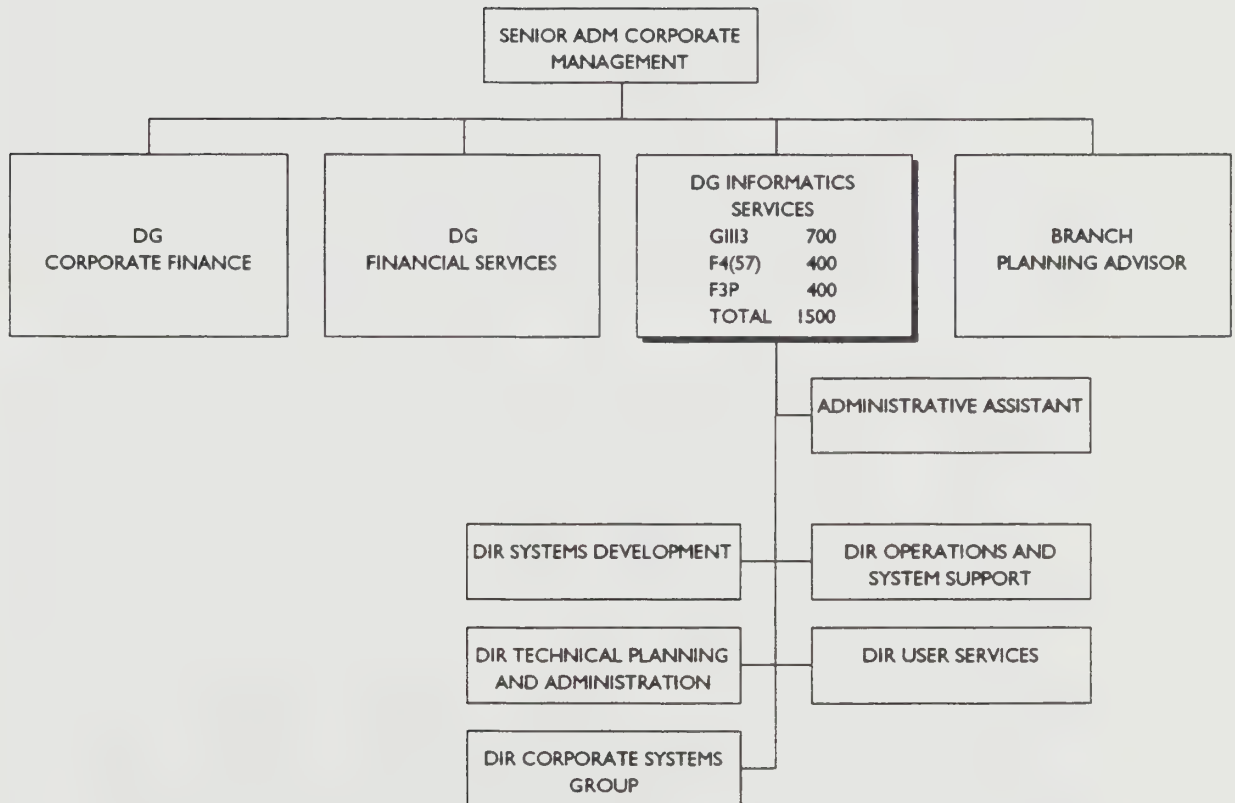 SENIOR ADM CORPORATE
MANAGEMENT
DG
CORPORATE FINANCE
DG
FINANCIAL SERVICES
DG INFORMATICS
SERVICES
GIII3 700
F4(57) 400
F3P 400
TOTAL 1500
BRANCH
PLANNING ADVISOR
ADMINISTRATIVE ASSISTANT
DIR SYSTEMS DEVELOPMENT
DIR OPERATIONS AND
SYSTEM SUPPORT
DIR TECHNICAL PLANNING
AND ADMINISTRATION
DIR USER SERVICES
DIR CORPORATE SYSTEMS
GROUP